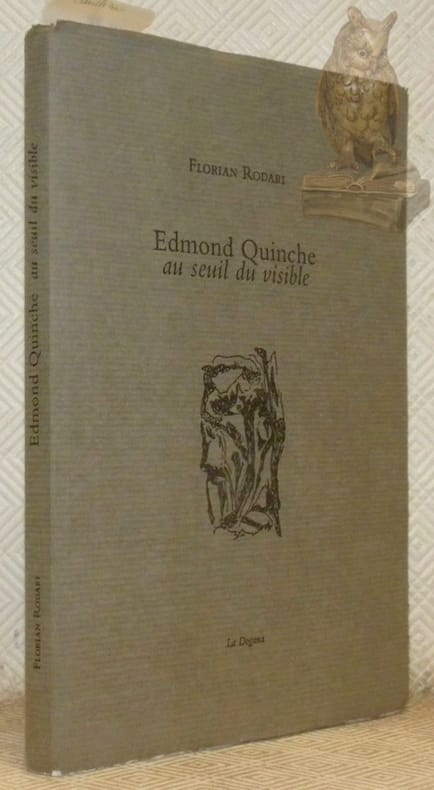 FLORIAN RODARI
Edmond Quinche
au seuil du visible
La Dogana
FLORIAN RODARI Edmond Quinche au seuil du visible